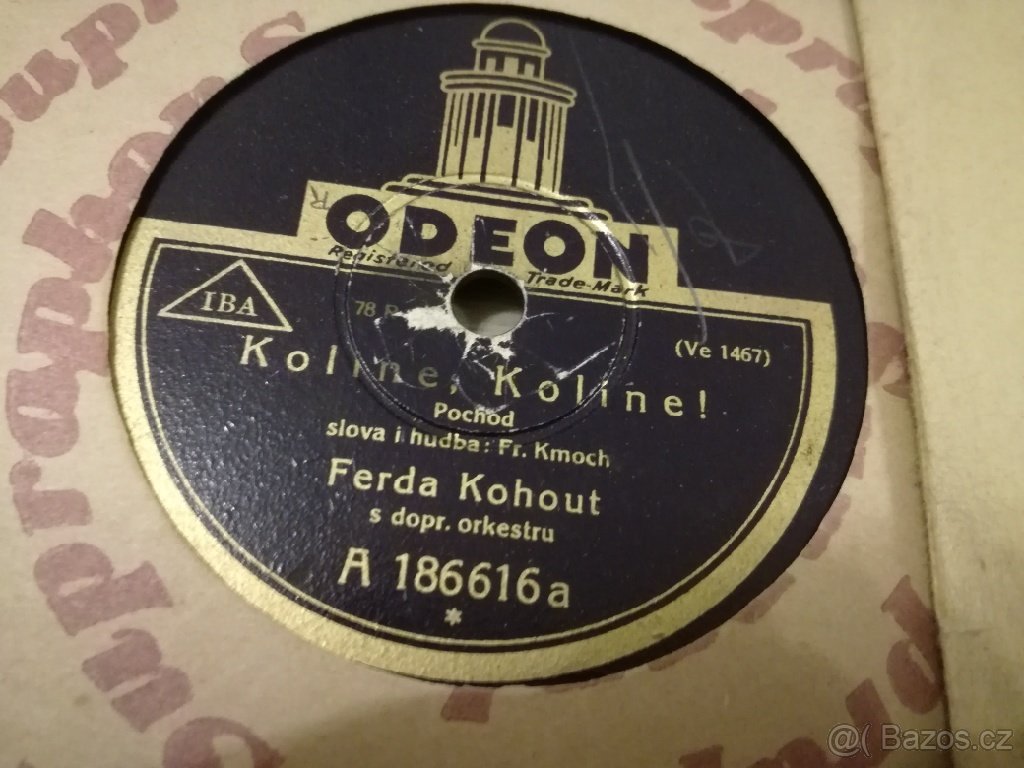 ODEON
R
Registered Trade-Mark
IBA
78 R
(Ve 1467)
Koline, Koline!
Pochod
slova i hudba: Fr. Kmoch
Ferda Kohout
s dopr. orkestru
A 186616a
*
Supraphon
@( Bazos.cz